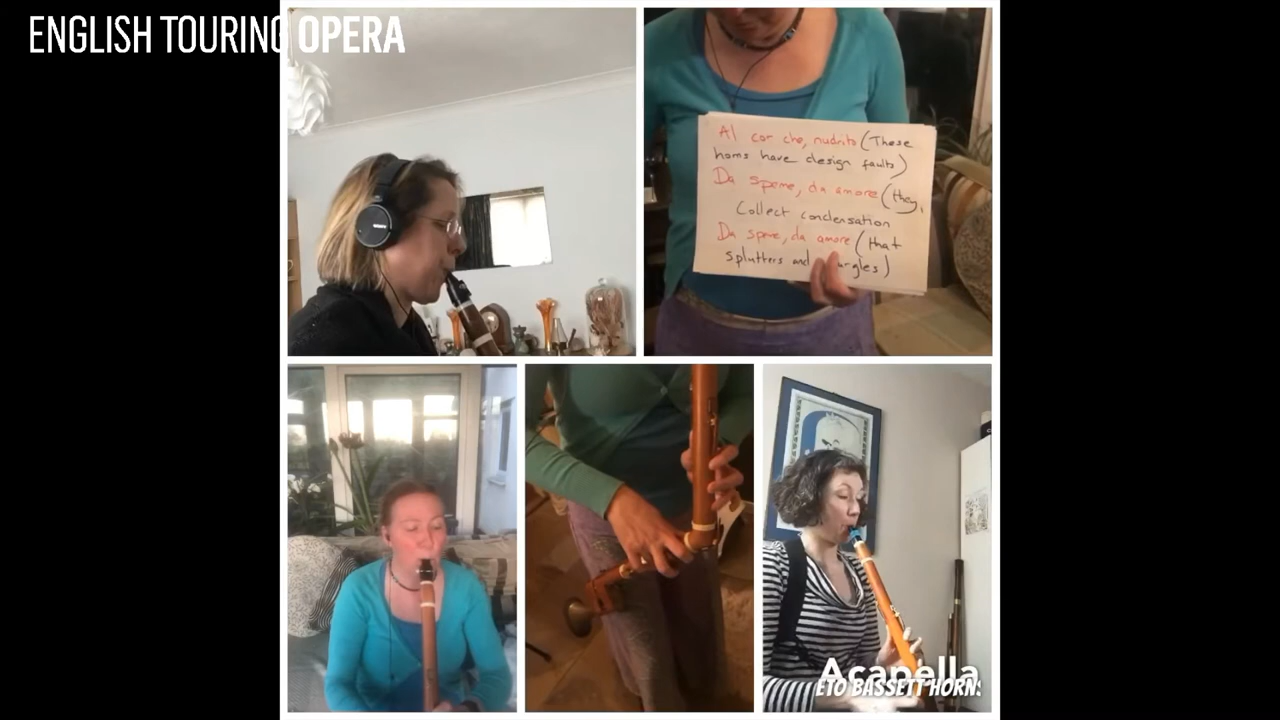 ENGLISH TOURING OPERA
Al cor che, nudrito (These
horns have design faults)
Da speme, da amore (they,
Collect condensation
Da speme, da amore (that
splutters and
Acapella
ETO BASSETT HORNS